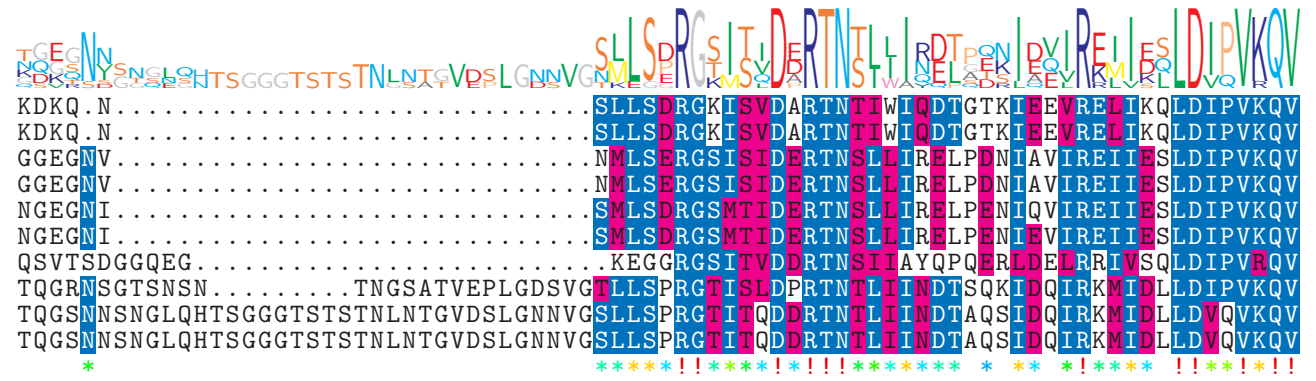 KDKQ.N..............................SLLSDRGKISVDARTNTIWIQDTGTKIEEVRELIKQLDIPVKQV
KDKQ.N..............................SLLSDRGKISVDARTNTIWIQDTGTKIEEVRELIKQLDIPVKQV
GGEGNV..............................NMLSERGSISIDERTNSLLIRELPDNIAVIREIIESLDIPVKQV
GGEGNV..............................NMLSERGSISIDERTNSLLIRELPDNIAVIREIIESLDIPVKQV
NGEGNI..............................SMLSDRGSMTIDERTNSLLIRELPENIQVIREIIESLDIPVKQV
NGEGNI..............................SMLSDRGSMTIDERTNSLLIRELPENIEVIREIIESLDIPVKQV
QSVTSDGGQEG..........................KEGGRGSITVDDRTNSIIAYQPQERLDELRRIVSQLDIPVRQV
TQGRNSGTSNSN.........TNGSATVEPLGDSVGTLLSPRGTISLDPRTNTLIINDTSQKIDQIRKMIDLLDIPVKQV
TQGSNNSNGLQHTSGGGTSTSTNLNTGVDSLGNNVGSLLSPRGTITQDDRTNTLIINDTAQSIDQIRKMIDLLDVQVKQV
TQGSNNSNGLQHTSGGGTSTSTNLNTGVDSLGNNVGSLLSPRGTITQDDRTNTLIINDTAQSIDQIRKMIDLLDVQVKQV
* *****!!****!*!!!******* * ** *!**** !!**!*!!